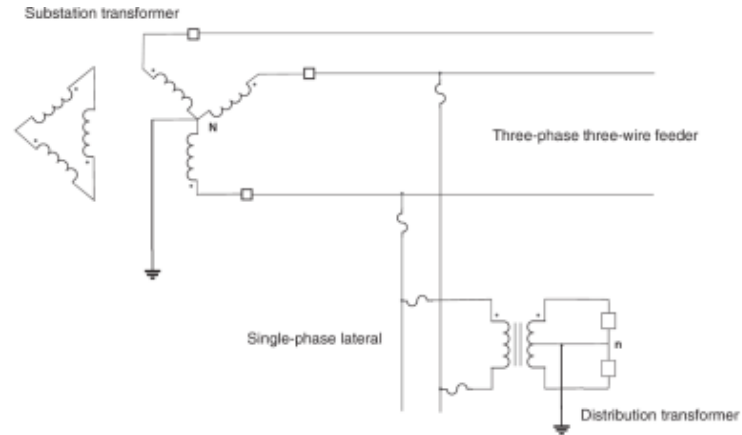 Substation transformer
N
Three-phase three-wire feeder
Single-phase lateral
n
Distribution transformer